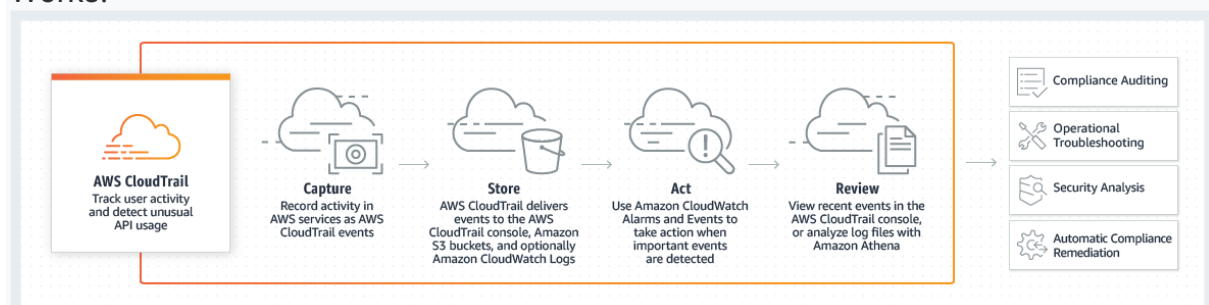 AWS CloudTrail
Track user activity
and detect unusual
API usage
Capture
Record activity in
AWS services as AWS
CloudTrail events
Store
AWS CloudTrail delivers
events to the AWS
CloudTrail console, Amazon
S3 buckets, and optionally
Amazon CloudWatch Logs
Act
Use Amazon CloudWatch
Alarms and Events to
take action when
important events
are detected
Review
View recent events in the
AWS CloudTrail console,
or analyze log files with
Amazon Athena
Compliance Auditing
Operational
Troubleshooting
Security Analysis
Automatic Compliance
Remediation